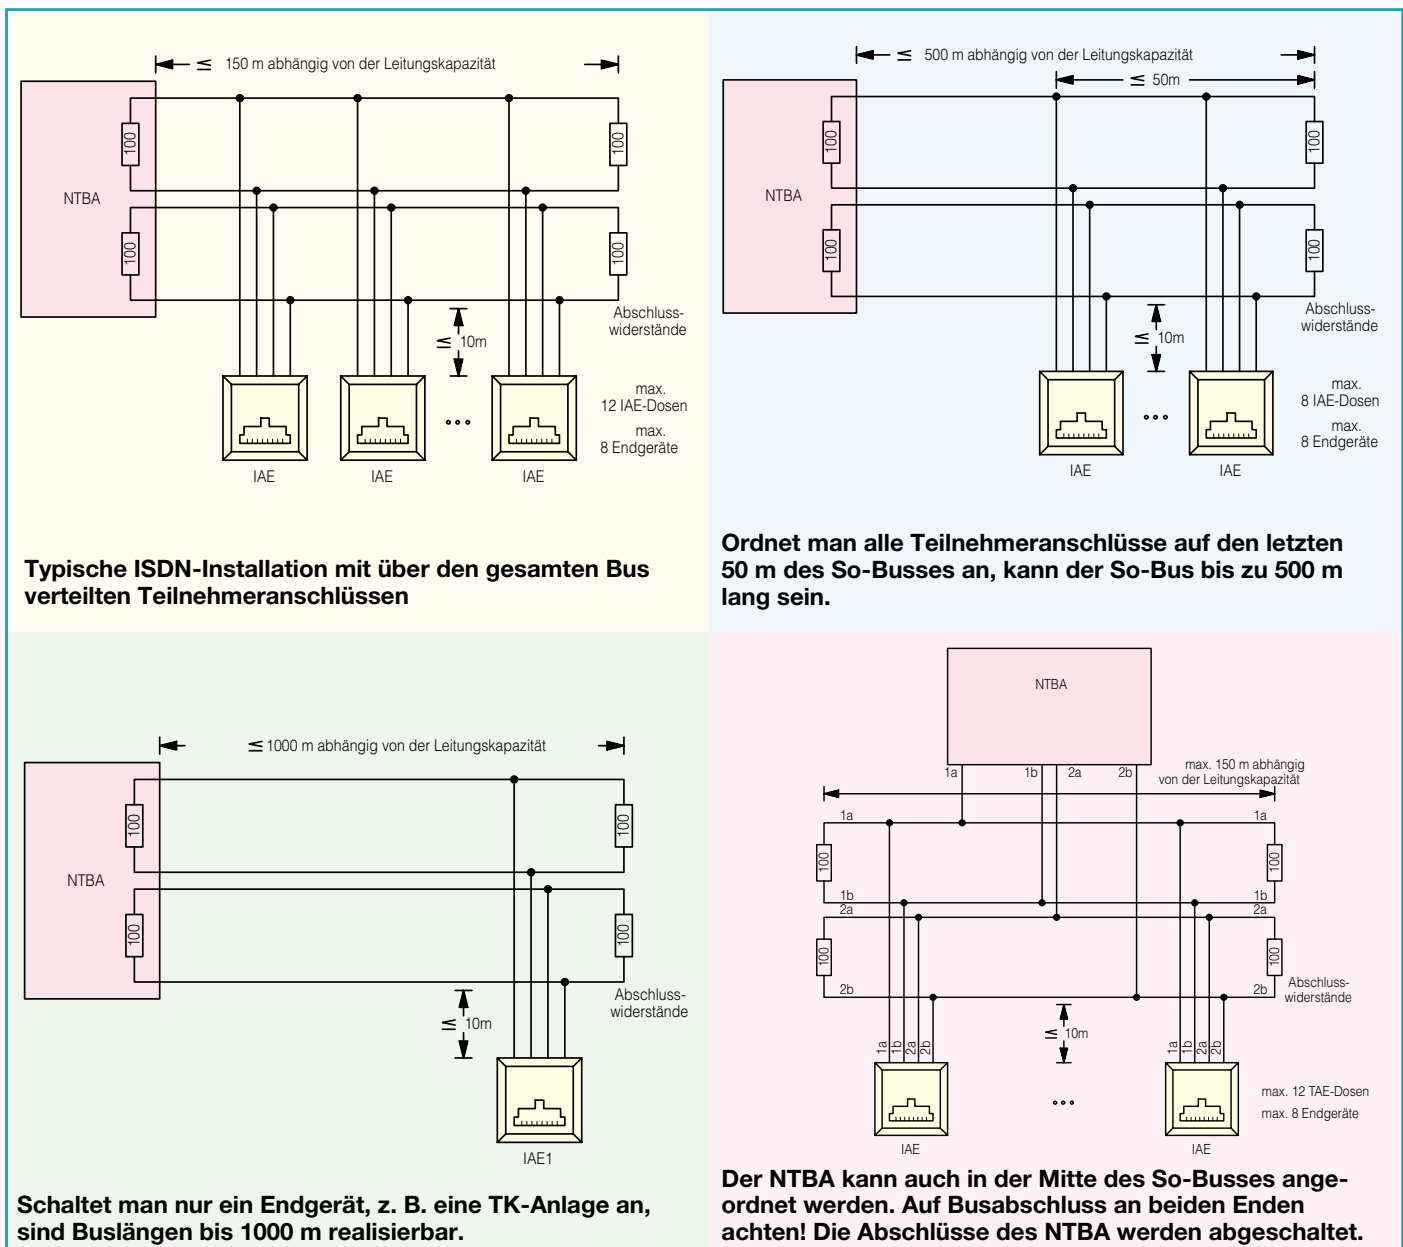 ≤ 150 m abhängig von der Leitungskapazität
100
100
NTBA
100
100
Abschluss-
widerstände
≤ 10m
max.
12 IAE-Dosen
max.
8 Endgeräte
IAE
IAE
IAE
Typische ISDN-Installation mit über den gesamten Bus
verteilten Teilnehmeranschlüssen
≤ 500 m abhängig von der Leitungskapazität
≤ 50m
100
100
NTBA
100
100
Abschluss-
widerstände
≤ 10m
max.
8 IAE-Dosen
max.
8 Endgeräte
IAE
IAE
Ordnet man alle Teilnehmeranschlüsse auf den letzten
50 m des So-Busses an, kann der So-Bus bis zu 500 m
lang sein.
≤ 1000 m abhängig von der Leitungskapazität
100
100
NTBA
100
100
Abschluss-
widerstände
≤ 10m
IAE1
Schaltet man nur ein Endgerät, z. B. eine TK-Anlage an,
sind Buslängen bis 1000 m realisierbar.
NTBA
1a 1b 2a 2b
max. 150 m abhängig
von der Leitungskapazität
1a 1a
100 100
1b 1b
2a 2a
100 100
2b 2b
Abschluss-
widerstände
≤ 10m
1a 1b 2a 2b
1a 1b 2a 2b
max. 12 TAE-Dosen
max. 8 Endgeräte
IAE
IAE
Der NTBA kann auch in der Mitte des So-Busses ange-
ordnet werden. Auf Busabschluss an beiden Enden
achten! Die Abschlüsse des NTBA werden abgeschaltet.